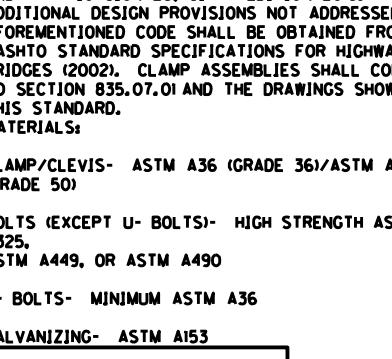 DDITIONAL DESIGN PROVISIONS NOT ADDRESSE
FOREMENTIONED CODE SHALL BE OBTAINED FRO
ASHTO STANDARD SPECIFICATIONS FOR HIGHWA
RIDGES (2002). CLAMP ASSEMBLIES SHALL CO
O SECTION 835.07.01 AND THE DRAWINGS SHOW
HIS STANDARD.
ATERIALS:
LAMP/CLEVIS- ASTM A36 (GRADE 36)/ASTM A
GRADE 50)
OLTS (EXCEPT U- BOLTS)- HIGH STRENGTH AS
325,
STM A449, OR ASTM A490
- BOLTS- MINIMUM ASTM A36
ALVANIZING- ASTM A153